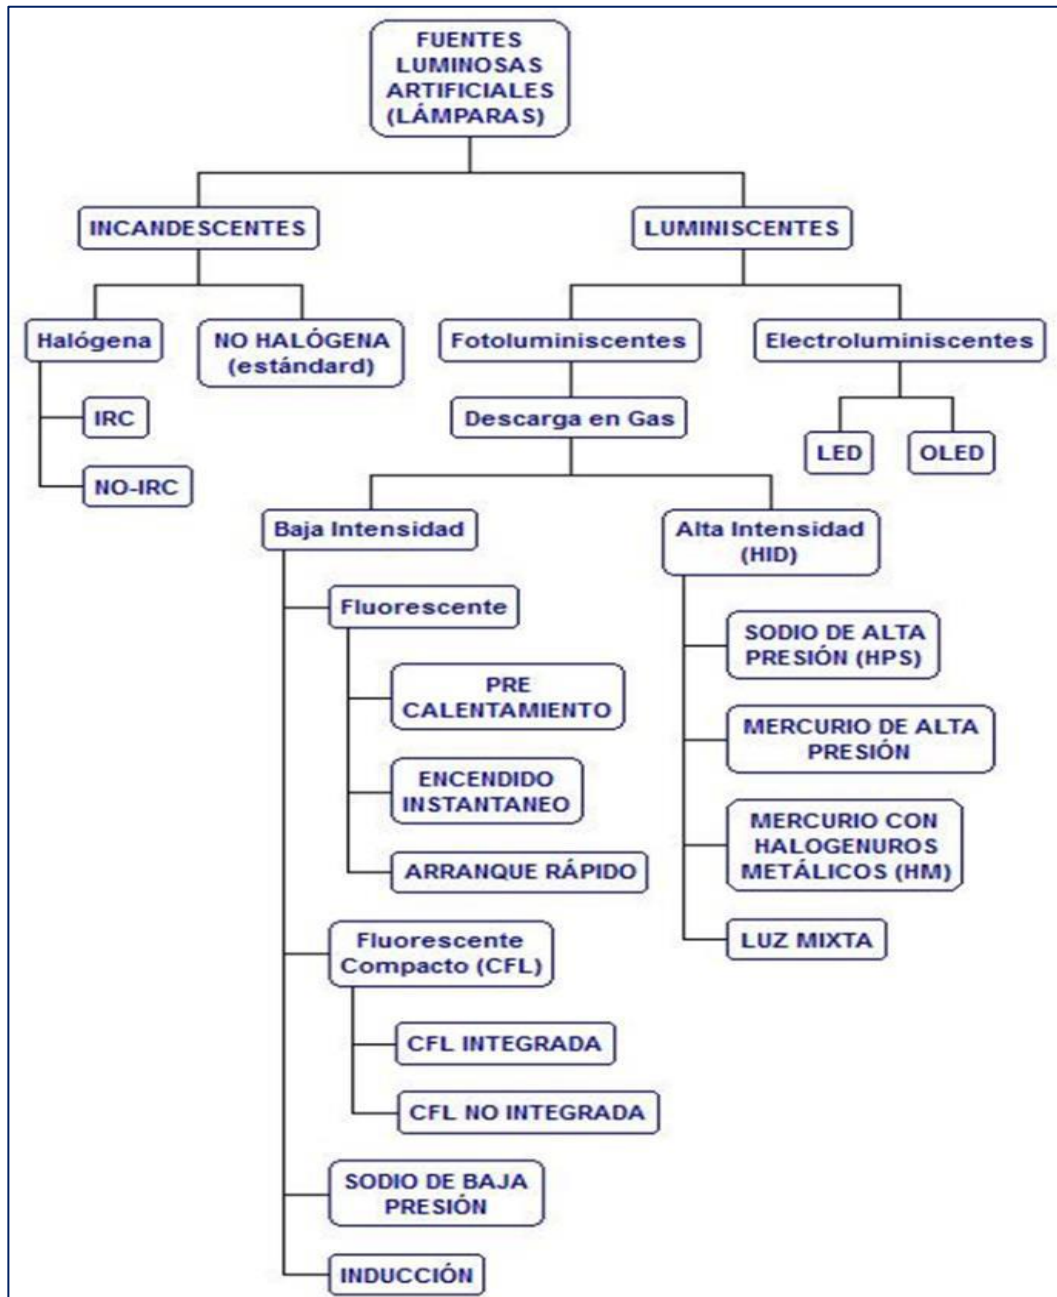 FUENTES
LUMINOSAS
ARTIFICIALES
(LÁMPARAS)
INCANDESCENTES
LUMINISCENTES
Halógena
NO HALÓGENA
(estándard)
Fotoluminiscentes
Electroluminiscentes
IRC
NO-IRC
Descarga en Gas
LED
OLED
Baja Intensidad
Alta Intensidad
(HID)
Fluorescente
PRE
CALENTAMIENTO
ENCENDIDO
INSTANTANEO
ARRANQUE RÁPIDO
Fluorescente
Compacto (CFL)
CFL INTEGRADA
CFL NO INTEGRADA
SODIO DE BAJA
PRESIÓN
INDUCCIÓN
SODIO DE ALTA
PRESIÓN (HPS)
MERCURIO DE ALTA
PRESIÓN
MERCURIO CON
HALOGENUROS
METÁLICOS (HM)
LUZ MIXTA